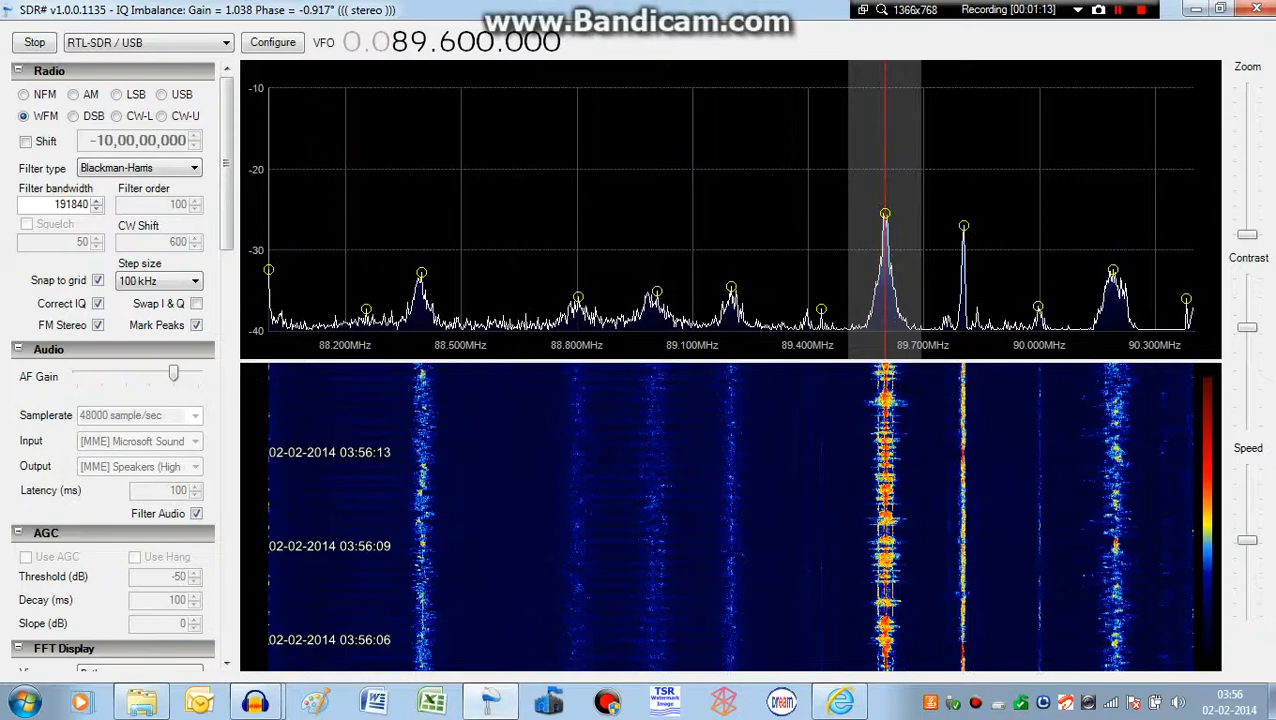 SDR# v1.0.0.1135 - IQ Imbalance: Gain = 1.038 Phase = -0.917° ((( stereo )))
www.Bandicam.com
1366x768
Recording [00:01:13]
Stop
RTL-SDR / USB
Configure
VFO
0.089.600.000
Radio
NFM
AM
LSB
USB
WFM
DSB
CW-L
CW-U
Shift
-10,00,00,000
Filter type
Blackman-Harris
Filter bandwidth
Filter order
191840
100
Squelch
CW Shift
50
600
Step size
Snap to grid
100 kHz
Correct IQ
Swap I & Q
FM Stereo
Mark Peaks
Audio
AF Gain
Samplerate
48000 sample/sec
Input
[MME] Microsoft Sound
Output
[MME] Speakers (High
Latency (ms)
100
Filter Audio
AGC
Use AGC
Use Hang
Threshold (dB)
-50
Decay (ms)
100
Slope (dB)
0
FFT Display
-10
-20
-30
-40
88.200MHz
88.500MHz
88.800MHz
89.100MHz
89.400MHz
89.700MHz
90.000MHz
90.300MHz
02-02-2014 03:56:13
02-02-2014 03:56:09
02-02-2014 03:56:06
Zoom
Contrast
Speed
TSR
Watermark
Image
Dream
03:56
02-02-2014